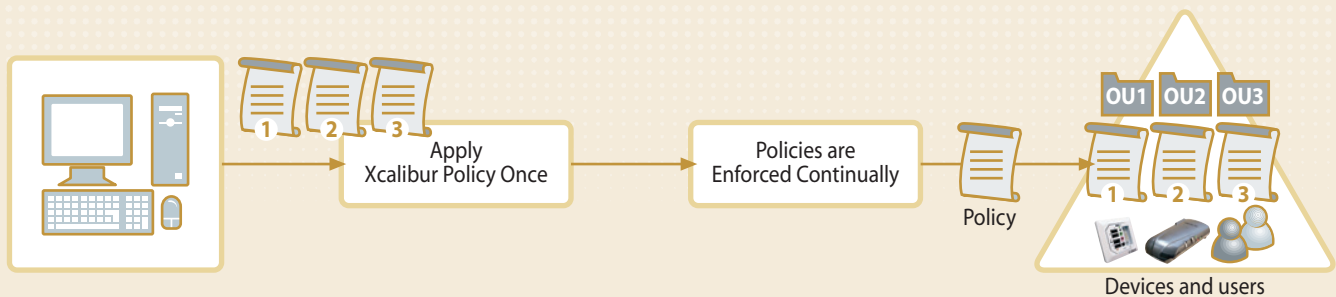 1 2 3
Apply
Xcalibur Policy Once
Policies are
Enforced Continually
Policy
OU1 OU2 OU3
1 2 3
Devices and users